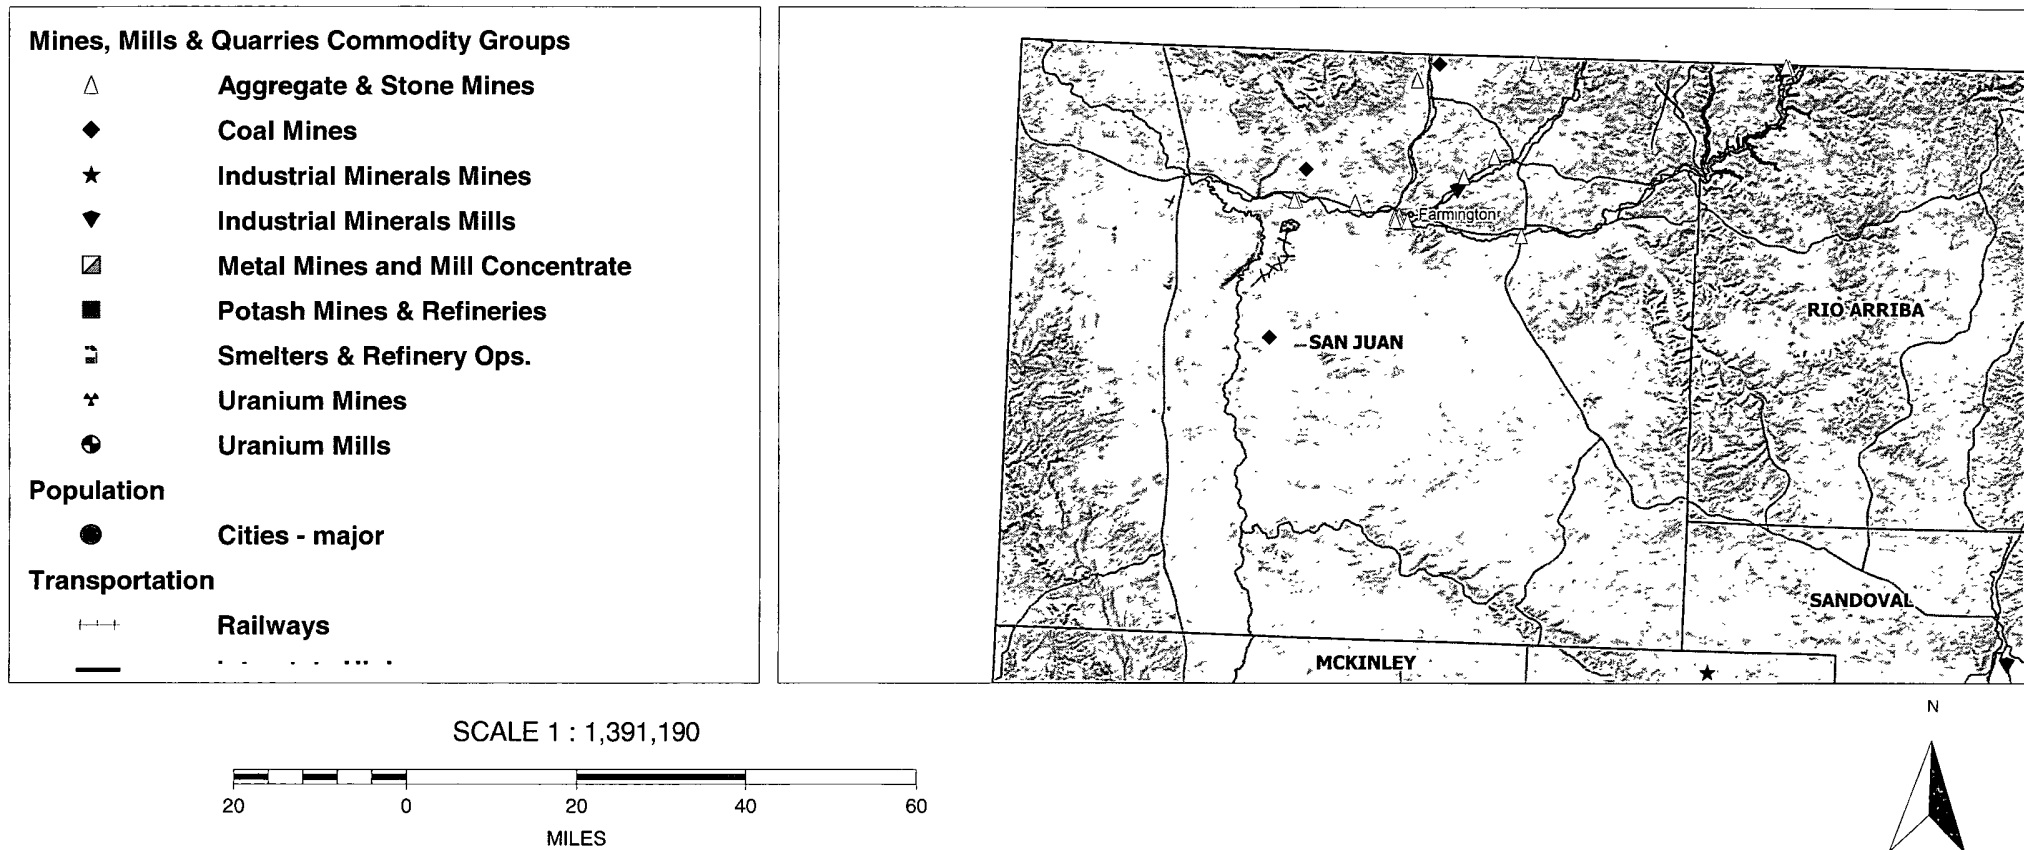 Mines, Mills & Quarries Commodity Groups
Aggregate & Stone Mines
Coal Mines
Industrial Minerals Mines
Industrial Minerals Mills
Metal Mines and Mill Concentrate
Potash Mines & Refineries
Smelters & Refinery Ops.
Uranium Mines
Uranium Mills
Population
Cities - major
Transportation
Railways
Farmington
RIO ARRIBA
SAN JUAN
SANDOVAL
MCKINLEY
SCALE 1 : 1,391,190
20 0 20 40 60
MILES
N